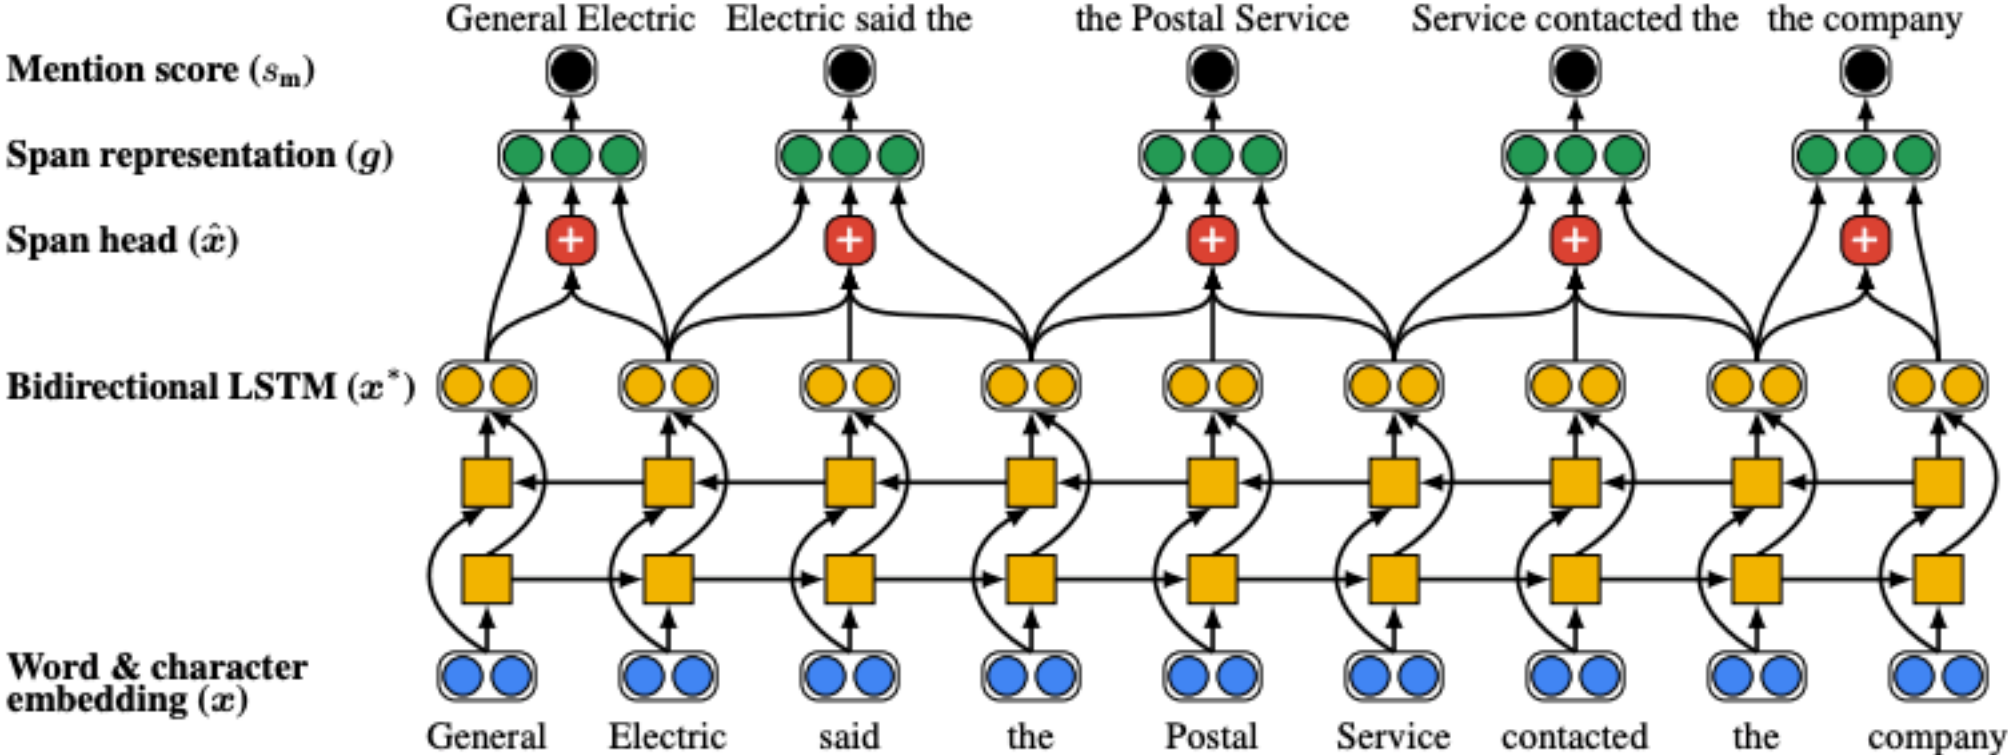 General Electric Electric said the the Postal Service Service contacted the the company
Mention score (sₘ)
Span representation (g)
+ + + + +
Span head (x̂)
Bidirectional LSTM (x*)
Word & character
embedding (x)
General Electric said the Postal Service contacted the company